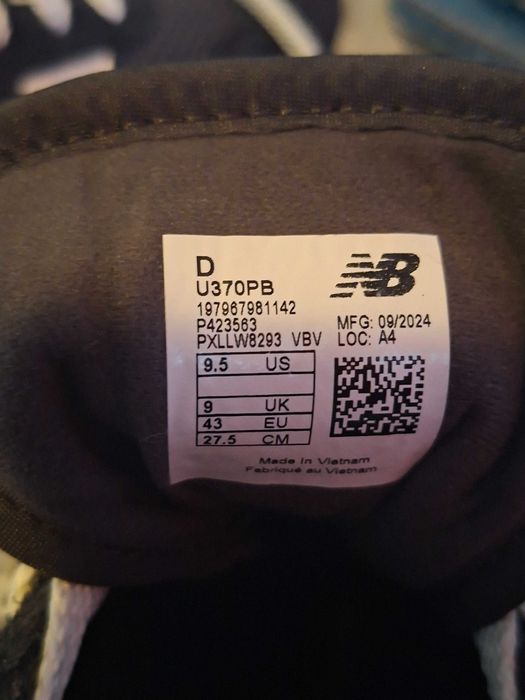 D
U370PB
NB
197967981142
P423563
MFG: 09/2024
PXLLW8293 VBV
LOC: A4
9.5 US
9 UK
43 EU
27.5 CM
Made in Vietnam
Fabriqué au Vietnam